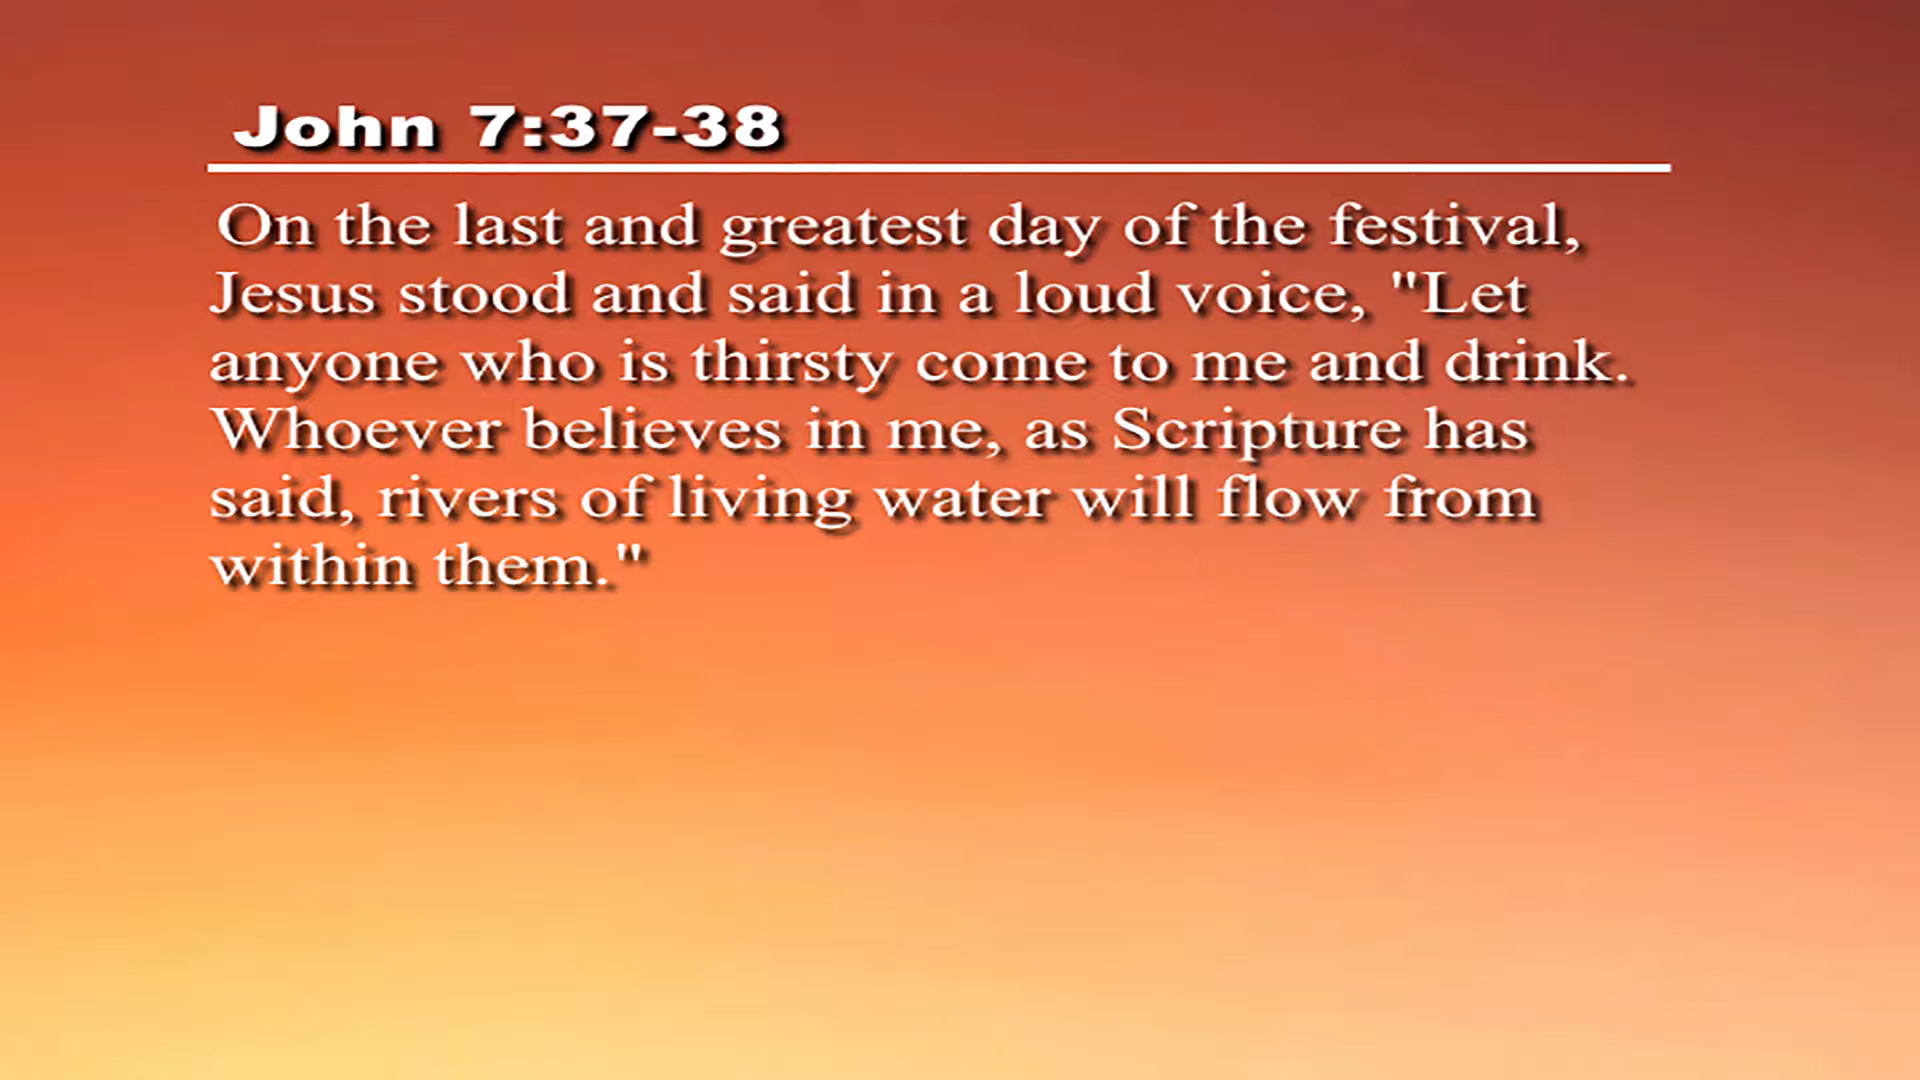 John 7:37-38
On the last and greatest day of the festival,
Jesus stood and said in a loud voice, "Let
anyone who is thirsty come to me and drink.
Whoever believes in me, as Scripture has
said, rivers of living water will flow from
within them."